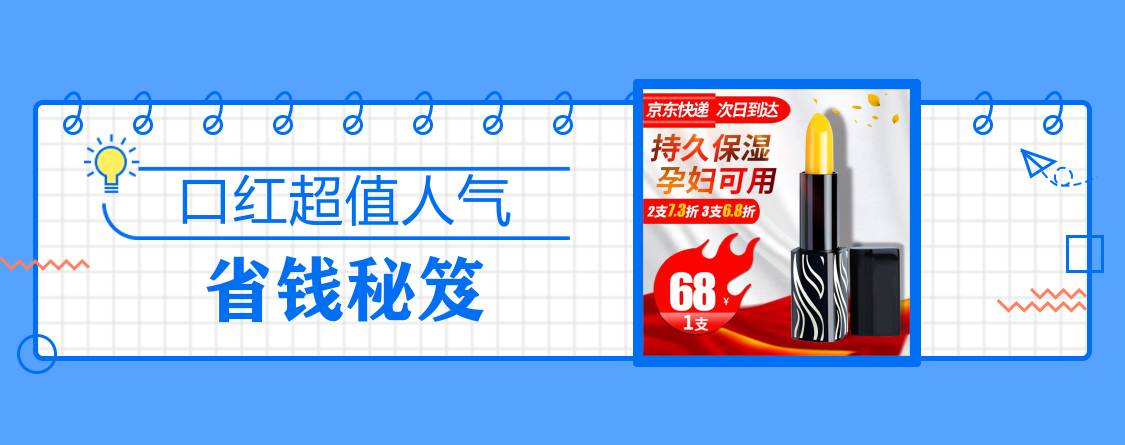 口红超值人气
省钱秘笈
京东快递 次日到达
持久保湿
孕妇可用
2支7.3折 3支6.8折
68¥
1支